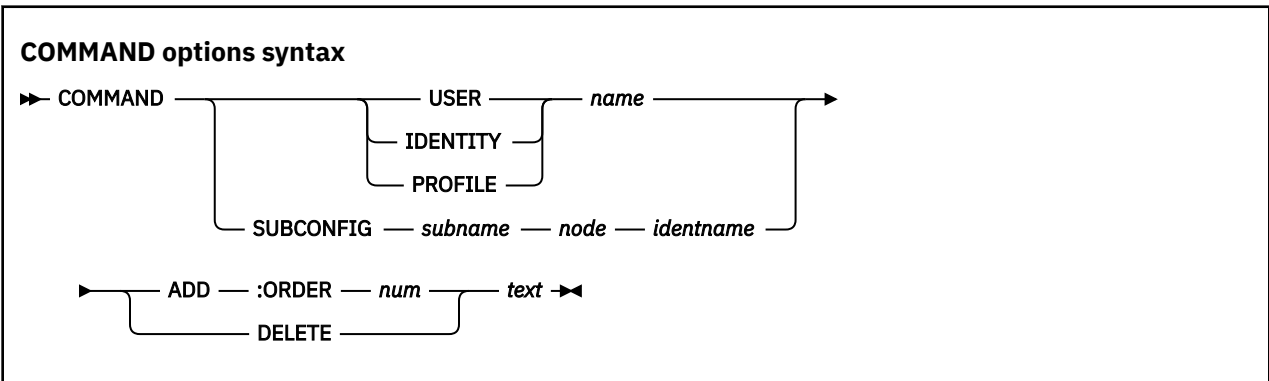 COMMAND options syntax
COMMAND USER name
IDENTITY
PROFILE
SUBCONFIG subname node identname
ADD :ORDER num text
DELETE